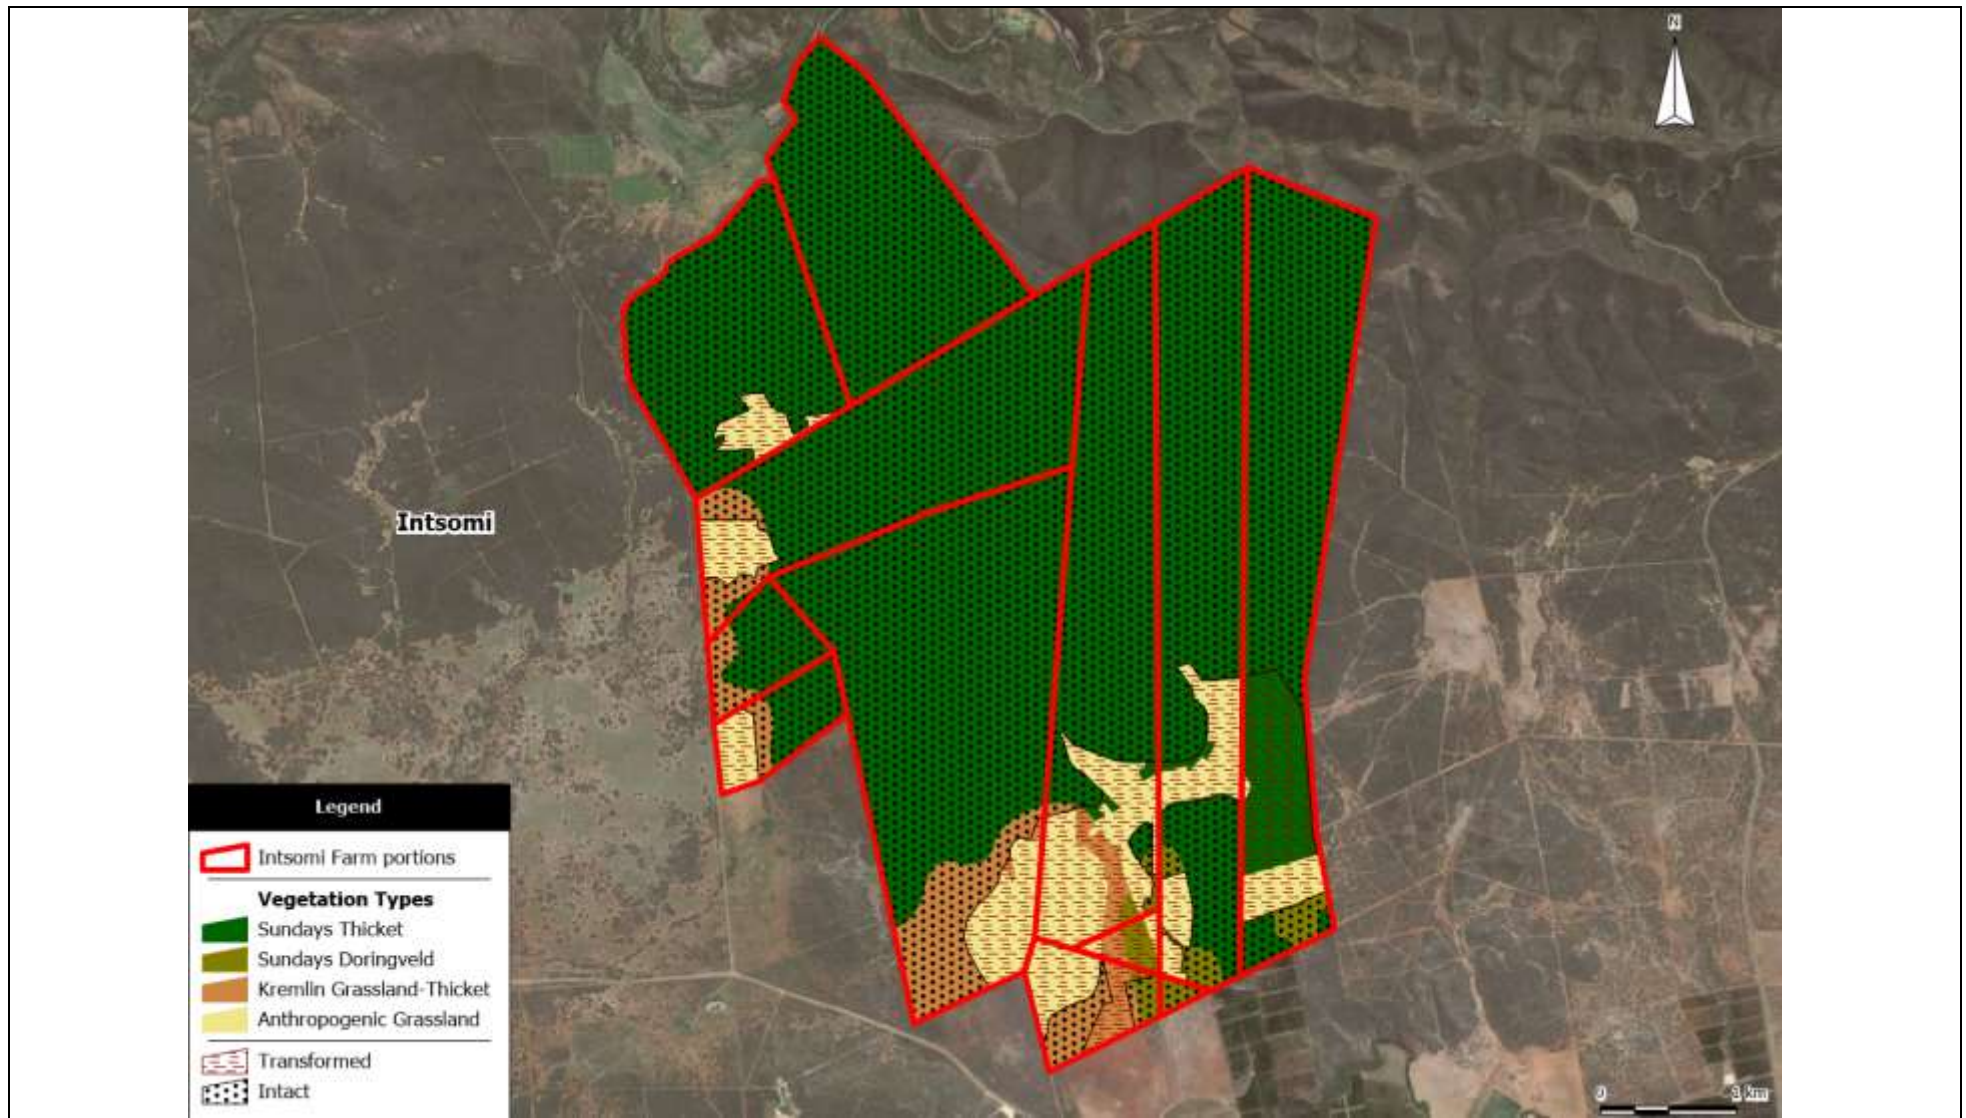 N
Intsomi
Legend
Intsomi Farm portions
Vegetation Types
Sundays Thicket
Sundays Doringveld
Kremlin Grassland-Thicket
Anthropogenic Grassland
Transformed
Intact
0 1 km